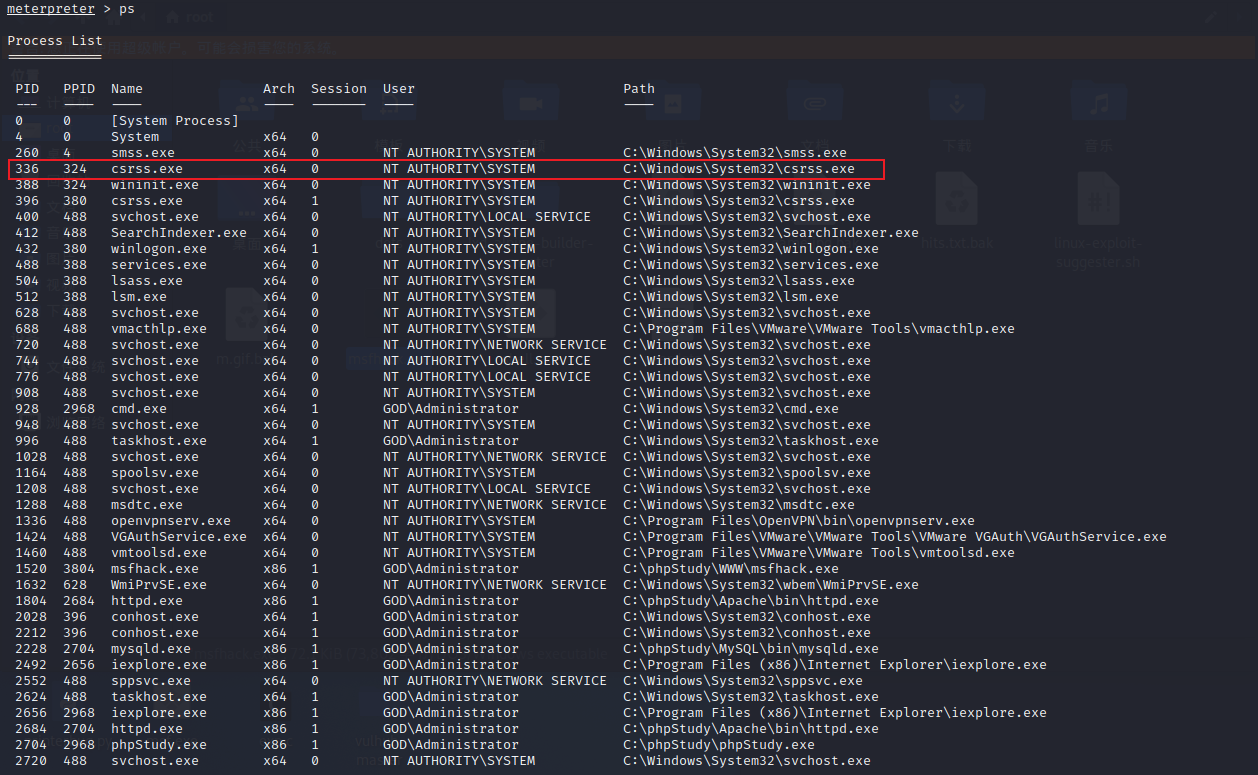 meterpreter > ps
Process List
PID PPID Name Arch Session User Path
0 0 [System Process]
4 0 System x64 0
260 4 smss.exe x64 0 NT AUTHORITY\SYSTEM C:\Windows\System32\smss.exe
336 324 csrss.exe x64 0 NT AUTHORITY\SYSTEM C:\Windows\System32\csrss.exe
388 324 wininit.exe x64 0 NT AUTHORITY\SYSTEM C:\Windows\System32\wininit.exe
396 380 csrss.exe x64 1 NT AUTHORITY\SYSTEM C:\Windows\System32\csrss.exe
400 488 svchost.exe x64 0 NT AUTHORITY\LOCAL SERVICE C:\Windows\System32\svchost.exe
412 488 SearchIndexer.exe x64 0 NT AUTHORITY\SYSTEM C:\Windows\System32\SearchIndexer.exe
432 380 winlogon.exe x64 1 NT AUTHORITY\SYSTEM C:\Windows\System32\winlogon.exe
488 388 services.exe x64 0 NT AUTHORITY\SYSTEM C:\Windows\System32\services.exe
504 388 lsass.exe x64 0 NT AUTHORITY\SYSTEM C:\Windows\System32\lsass.exe
512 388 lsm.exe x64 0 NT AUTHORITY\SYSTEM C:\Windows\System32\lsm.exe
628 488 svchost.exe x64 0 NT AUTHORITY\SYSTEM C:\Windows\System32\svchost.exe
688 488 vmacthlp.exe x64 0 NT AUTHORITY\SYSTEM C:\Program Files\VMware\VMware Tools\vmacthlp.exe
720 488 svchost.exe x64 0 NT AUTHORITY\NETWORK SERVICE C:\Windows\System32\svchost.exe
744 488 svchost.exe x64 0 NT AUTHORITY\LOCAL SERVICE C:\Windows\System32\svchost.exe
776 488 svchost.exe x64 0 NT AUTHORITY\LOCAL SERVICE C:\Windows\System32\svchost.exe
908 488 svchost.exe x64 0 NT AUTHORITY\SYSTEM C:\Windows\System32\svchost.exe
928 2968 cmd.exe x64 1 GOD\Administrator C:\Windows\System32\cmd.exe
948 488 svchost.exe x64 0 NT AUTHORITY\SYSTEM C:\Windows\System32\svchost.exe
996 488 taskhost.exe x64 1 GOD\Administrator C:\Windows\System32\taskhost.exe
1028 488 svchost.exe x64 0 NT AUTHORITY\NETWORK SERVICE C:\Windows\System32\svchost.exe
1164 488 spoolsv.exe x64 0 NT AUTHORITY\SYSTEM C:\Windows\System32\spoolsv.exe
1208 488 svchost.exe x64 0 NT AUTHORITY\LOCAL SERVICE C:\Windows\System32\svchost.exe
1288 488 msdtc.exe x64 0 NT AUTHORITY\NETWORK SERVICE C:\Windows\System32\msdtc.exe
1336 488 openvpnserv.exe x64 0 NT AUTHORITY\SYSTEM C:\Program Files\OpenVPN\bin\openvpnserv.exe
1424 488 VGAuthService.exe x64 0 NT AUTHORITY\SYSTEM C:\Program Files\VMware\VMware Tools\VMware VGAuth\VGAuthService.exe
1460 488 vmtoolsd.exe x64 0 NT AUTHORITY\SYSTEM C:\Program Files\VMware\VMware Tools\vmtoolsd.exe
1520 3804 msfhack.exe x86 1 GOD\Administrator C:\phpStudy\WWW\msfhack.exe
1632 628 WmiPrvSE.exe x64 0 NT AUTHORITY\NETWORK SERVICE C:\Windows\System32\wbem\WmiPrvSE.exe
1804 2684 httpd.exe x86 1 GOD\Administrator C:\phpStudy\Apache\bin\httpd.exe
2028 396 conhost.exe x64 1 GOD\Administrator C:\Windows\System32\conhost.exe
2212 396 conhost.exe x64 1 GOD\Administrator C:\Windows\System32\conhost.exe
2228 2704 mysqld.exe x86 1 GOD\Administrator C:\phpStudy\MySQL\bin\mysqld.exe
2492 2656 iexplore.exe x86 1 GOD\Administrator C:\Program Files (x86)\Internet Explorer\iexplore.exe
2552 488 sppsvc.exe x64 0 NT AUTHORITY\NETWORK SERVICE C:\Windows\System32\sppsvc.exe
2624 488 taskhost.exe x64 1 GOD\Administrator C:\Windows\System32\taskhost.exe
2656 2968 iexplore.exe x86 1 GOD\Administrator C:\Program Files (x86)\Internet Explorer\iexplore.exe
2684 2704 httpd.exe x86 1 GOD\Administrator C:\phpStudy\Apache\bin\httpd.exe
2704 2968 phpStudy.exe x86 1 GOD\Administrator C:\phpStudy\phpStudy.exe
2720 488 svchost.exe x64 0 NT AUTHORITY\SYSTEM C:\Windows\System32\svchost.exe